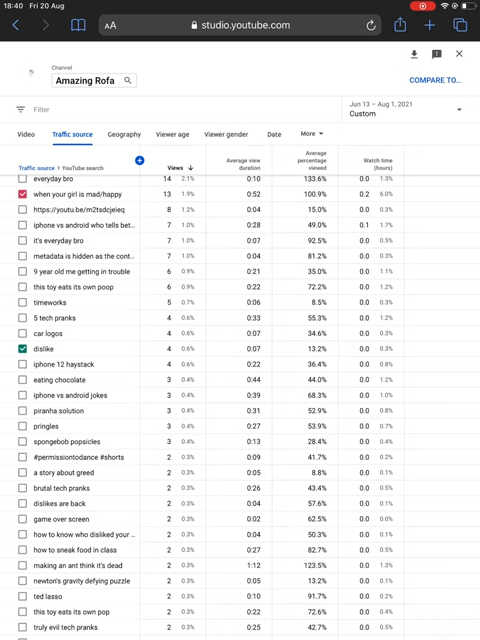 18:40 Fri 20 Aug
AA studio.youtube.com
Channel
Amazing Rofa
COMPARE TO...
Filter
Jun 13 – Aug 1, 2021
Custom
Video Traffic source Geography Viewer age Viewer gender Date More
Traffic source > YouTube search Views Average view duration Average percentage viewed Watch time (hours)
everyday bro 14 2.1% 0:10 133.6% 0.0 1.3%
when your girl is mad/happy 13 1.9% 0:52 100.9% 0.2 6.0%
https://youtu.be/m2tsdcjeieq 8 1.2% 0:04 15.0% 0.0 0.3%
iphone vs android who tells bet... 7 1.0% 0:28 49.0% 0.1 1.7%
it's everyday bro 7 1.0% 0:07 92.5% 0.0 0.5%
metadata is hidden as the cont... 7 1.0% 0:04 81.2% 0.0 0.3%
9 year old me getting in trouble 6 0.9% 0:21 35.0% 0.0 1.1%
this toy eats its own poop 6 0.9% 0:22 72.2% 0.0 1.2%
timeworks 5 0.7% 0:06 8.5% 0.0 0.3%
5 tech pranks 4 0.6% 0:33 55.3% 0.0 1.2%
car logos 4 0.6% 0:07 34.6% 0.0 0.3%
dislike 4 0.6% 0:07 13.2% 0.0 0.3%
iphone 12 haystack 4 0.6% 0:22 36.4% 0.0 0.8%
eating chocolate 3 0.4% 0:44 44.0% 0.0 1.2%
iphone vs android jokes 3 0.4% 0:39 68.3% 0.0 1.0%
piranha solution 3 0.4% 0:31 52.9% 0.0 0.8%
pringles 3 0.4% 0:27 53.9% 0.0 0.7%
spongebob popsicles 3 0.4% 0:13 28.4% 0.0 0.4%
#permissiontodance #shorts 2 0.3% 0:09 41.7% 0.0 0.2%
a story about greed 2 0.3% 0:05 8.8% 0.0 0.1%
brutal tech pranks 2 0.3% 0:26 43.4% 0.0 0.5%
dislikes are back 2 0.3% 0:04 57.6% 0.0 0.1%
game over screen 2 0.3% 0:02 62.5% 0.0 0.0%
how to know who disliked your ... 2 0.3% 0:04 50.3% 0.0 0.1%
how to sneak food in class 2 0.3% 0:27 82.7% 0.0 0.5%
making an ant think it's dead 2 0.3% 1:12 123.5% 0.0 1.3%
newton's gravity defying puzzle 2 0.3% 0:05 13.2% 0.0 0.1%
ted lasso 2 0.3% 0:10 91.7% 0.0 0.2%
this toy eats its own pop 2 0.3% 0:22 72.6% 0.0 0.4%
truly evil tech pranks 2 0.3% 0:25 42.7% 0.0 0.5%